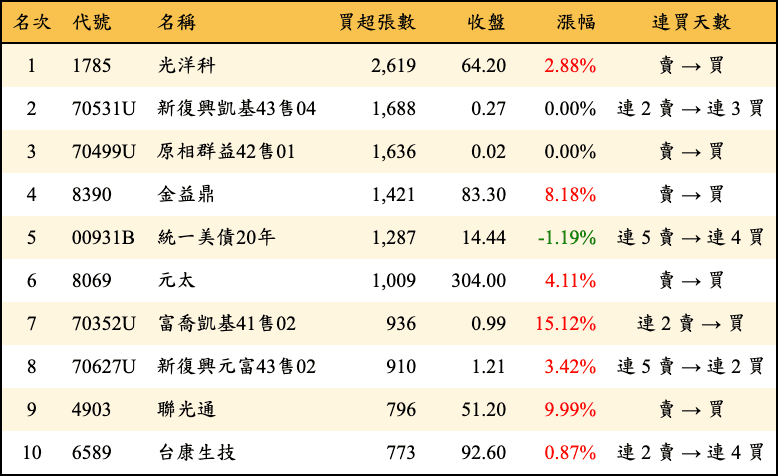 名次 代號 名稱 買超張數 收盤 漲幅 連買天數
1 1785 光洋科 2,619 64.20 2.88% 賣 → 買
2 70531U 新復興凱基43售04 1,688 0.27 0.00% 連 2 賣 → 連 3 買
3 70499U 原相群益42售01 1,636 0.02 0.00% 賣 → 買
4 8390 金益鼎 1,421 83.30 8.18% 賣 → 買
5 00931B 統一美債20年 1,287 14.44 -1.19% 連 5 賣 → 連 4 買
6 8069 元太 1,009 304.00 4.11% 賣 → 買
7 70352U 富喬凱基41售02 936 0.99 15.12% 連 2 賣 → 買
8 70627U 新復興元富43售02 910 1.21 3.42% 連 5 賣 → 連 2 買
9 4903 聯光通 796 51.20 9.99% 賣 → 買
10 6589 台康生技 773 92.60 0.87% 連 2 賣 → 連 4 買